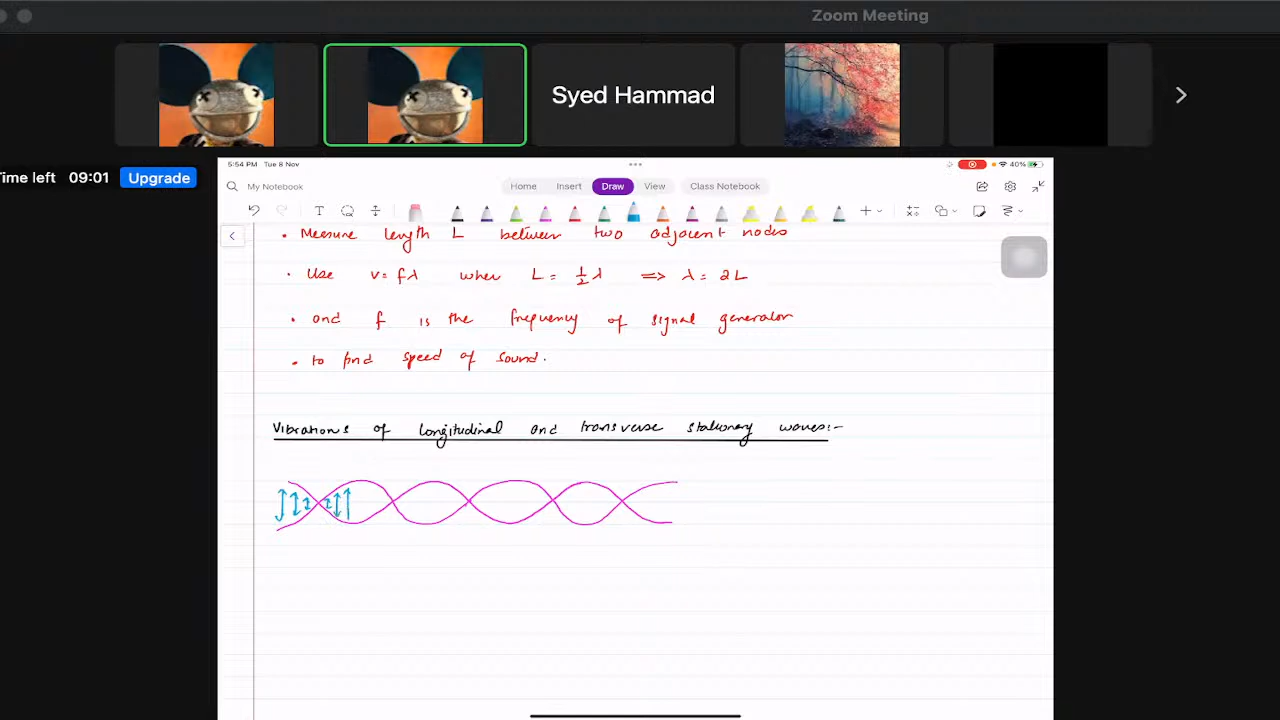 Zoom Meeting
Syed Hammad
Time left 09:01 Upgrade
5:54 PM Tue 8 Nov
40%
My Notebook
Home Insert Draw View Class Notebook
• Measure length L between two adjacent nodes
• Use v = fλ when L = 1/2 λ ⟹ λ = 2L
• and f is the frequency of signal generator
• to find speed of sound.
Vibrations of longitudinal and transverse stationary waves:-